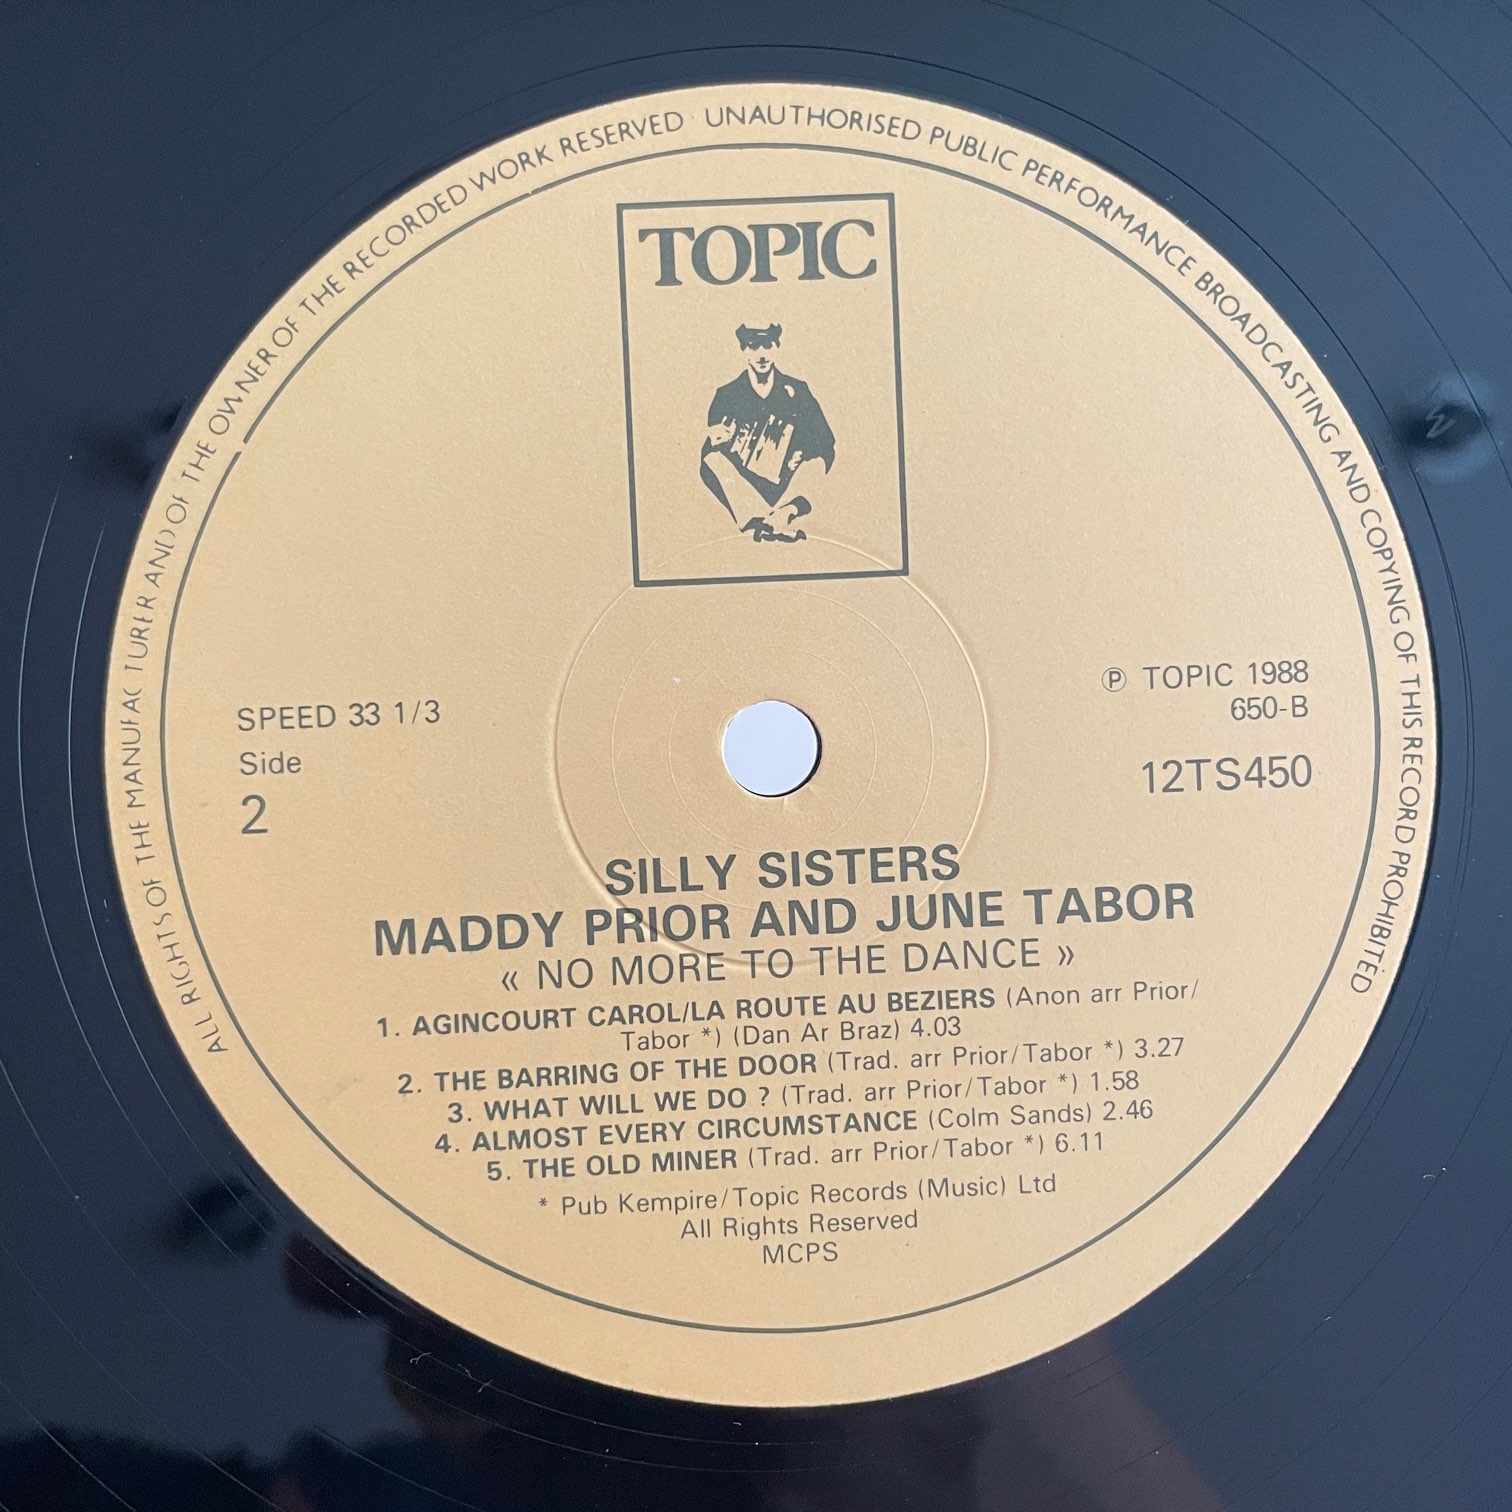 ALL RIGHTS OF THE MANUFACTURER AND OF THE OWNER OF THE RECORDED WORK RESERVED · UNAUTHORISED PUBLIC PERFORMANCE BROADCASTING AND COPYING OF THIS RECORD PROHIBITED
TOPIC
SPEED 33 1/3
Side
2
℗ TOPIC 1988
650-B
12TS450
SILLY SISTERS
MADDY PRIOR AND JUNE TABOR
« NO MORE TO THE DANCE »
1. AGINCOURT CAROL/LA ROUTE AU BEZIERS (Anon arr Prior/
Tabor *) (Dan Ar Braz) 4.03
2. THE BARRING OF THE DOOR (Trad. arr Prior/Tabor *) 3.27
3. WHAT WILL WE DO ? (Trad. arr Prior/Tabor *) 1.58
4. ALMOST EVERY CIRCUMSTANCE (Colm Sands) 2.46
5. THE OLD MINER (Trad. arr Prior/Tabor *) 6.11
* Pub Kempire/Topic Records (Music) Ltd
All Rights Reserved
MCPS